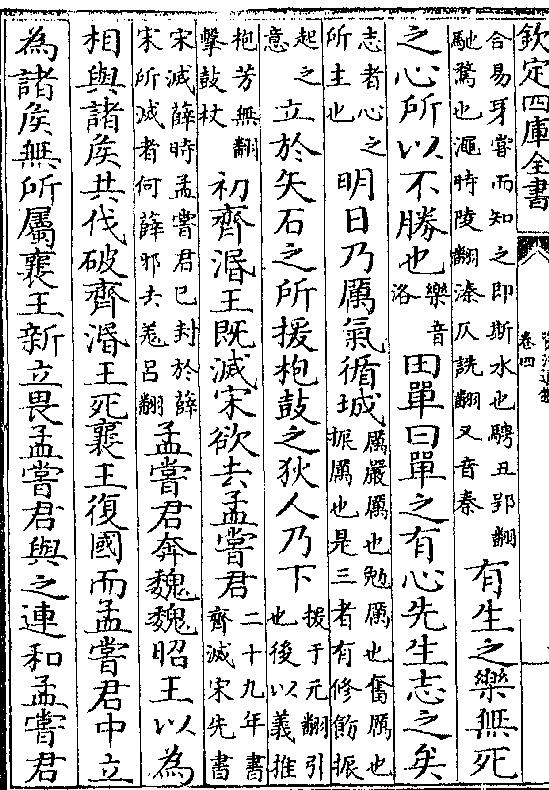 欽定四庫全書
卷四
合易牙嘗而知之即斯水也騁丑郢翻
馳騖也澠時陵翻溱仄詵翻又音秦
有生之樂無死
之心所以不勝也
樂音
洛
田單曰單之有心先生志之矣
志者心之
所主也
明日乃厲氣循城
厲嚴厲也勉厲也奮厲也
振厲也是三者有修飭振
起之
意
立於矢石之所援枹鼓之狄人乃下
援于元翻引
也後以義推
枹芳無翻
擊鼓杖
初齊湣王既滅宋欲去孟嘗君
二十九年書
齊滅宋先書
宋滅薛時孟嘗君已封於薛
宋所滅者何薛邪去羗呂翻
孟嘗君奔魏魏昭王以為
相與諸侯共伐破齊湣王死襄王復國而孟嘗君中立
為諸侯無所屬襄王新立畏孟嘗君與之連和孟嘗君